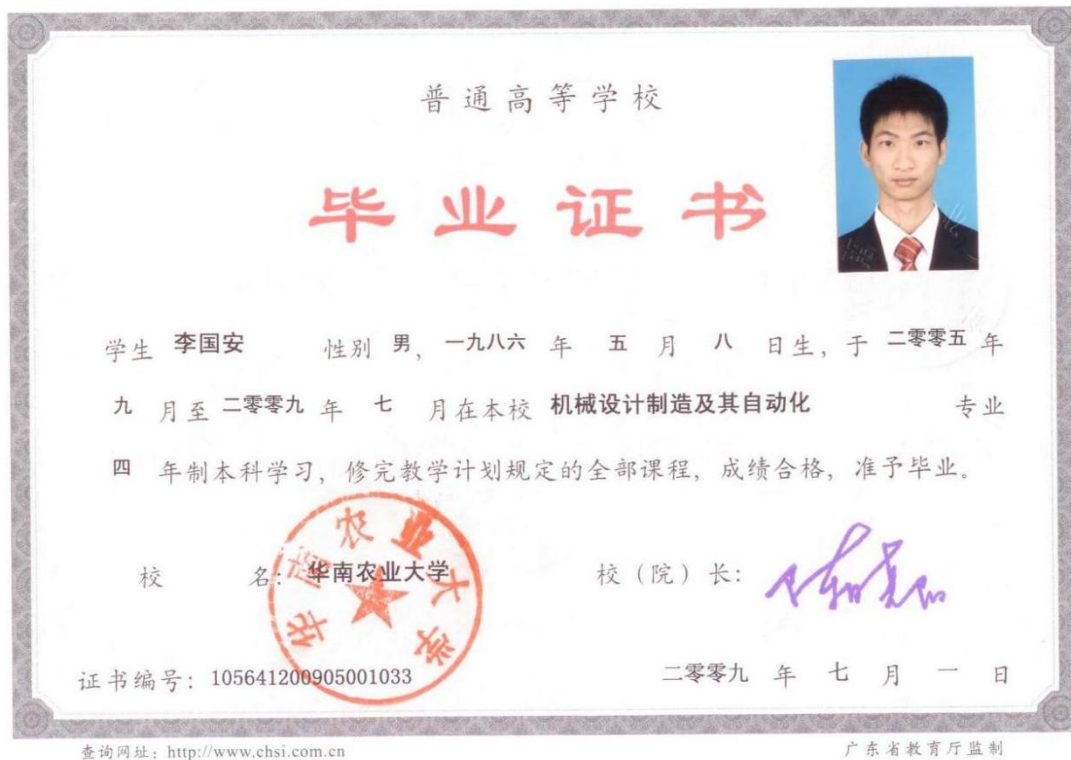 普通高等学校
毕业证书
学生 李国安 性别 男，一九八六 年 五 月 八 日生，于 二零零五 年
九 月至 二零零九 年 七 月在本校 机械设计制造及其自动化 专业
四 年制本科学习，修完教学计划规定的全部课程，成绩合格，准予毕业。
华南农业大学
校 名：华南农业大学 校（院）长：
证书编号：105641200905001033 二零零九 年 七 月 一 日
查询网址：http://www.chsi.com.cn 广东省教育厅监制